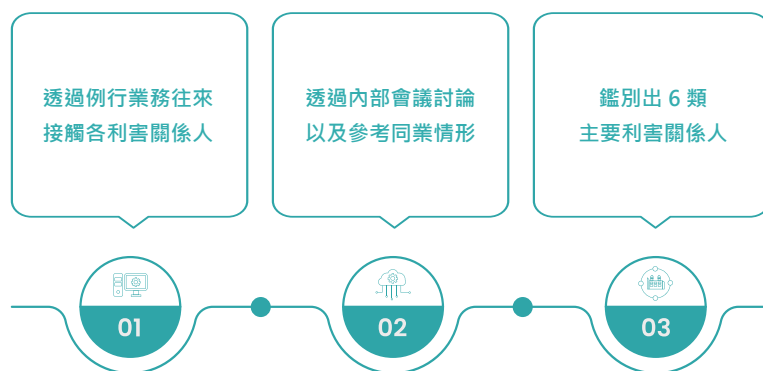 透過例行業務往來
接觸各利害關係人
透過內部會議討論
以及參考同業情形
鑑別出 6 類
主要利害關係人
01
02
03